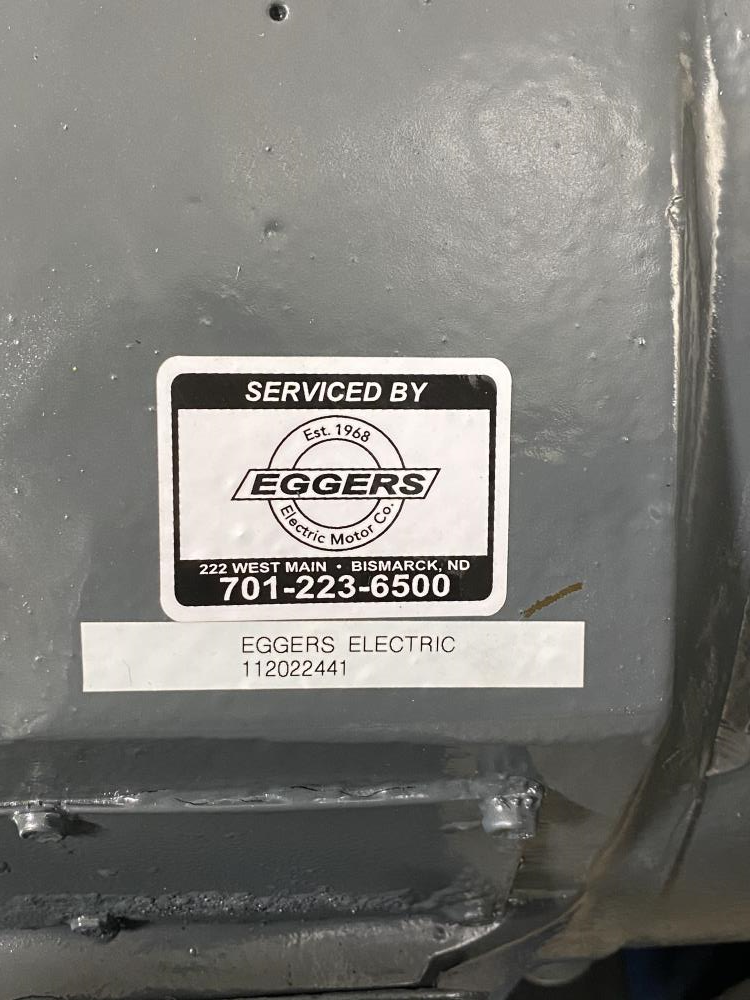 SERVICED BY
Est. 1968
EGGERS
Electric Motor Co.
222 WEST MAIN • BISMARCK, ND
701-223-6500
EGGERS ELECTRIC
112022441